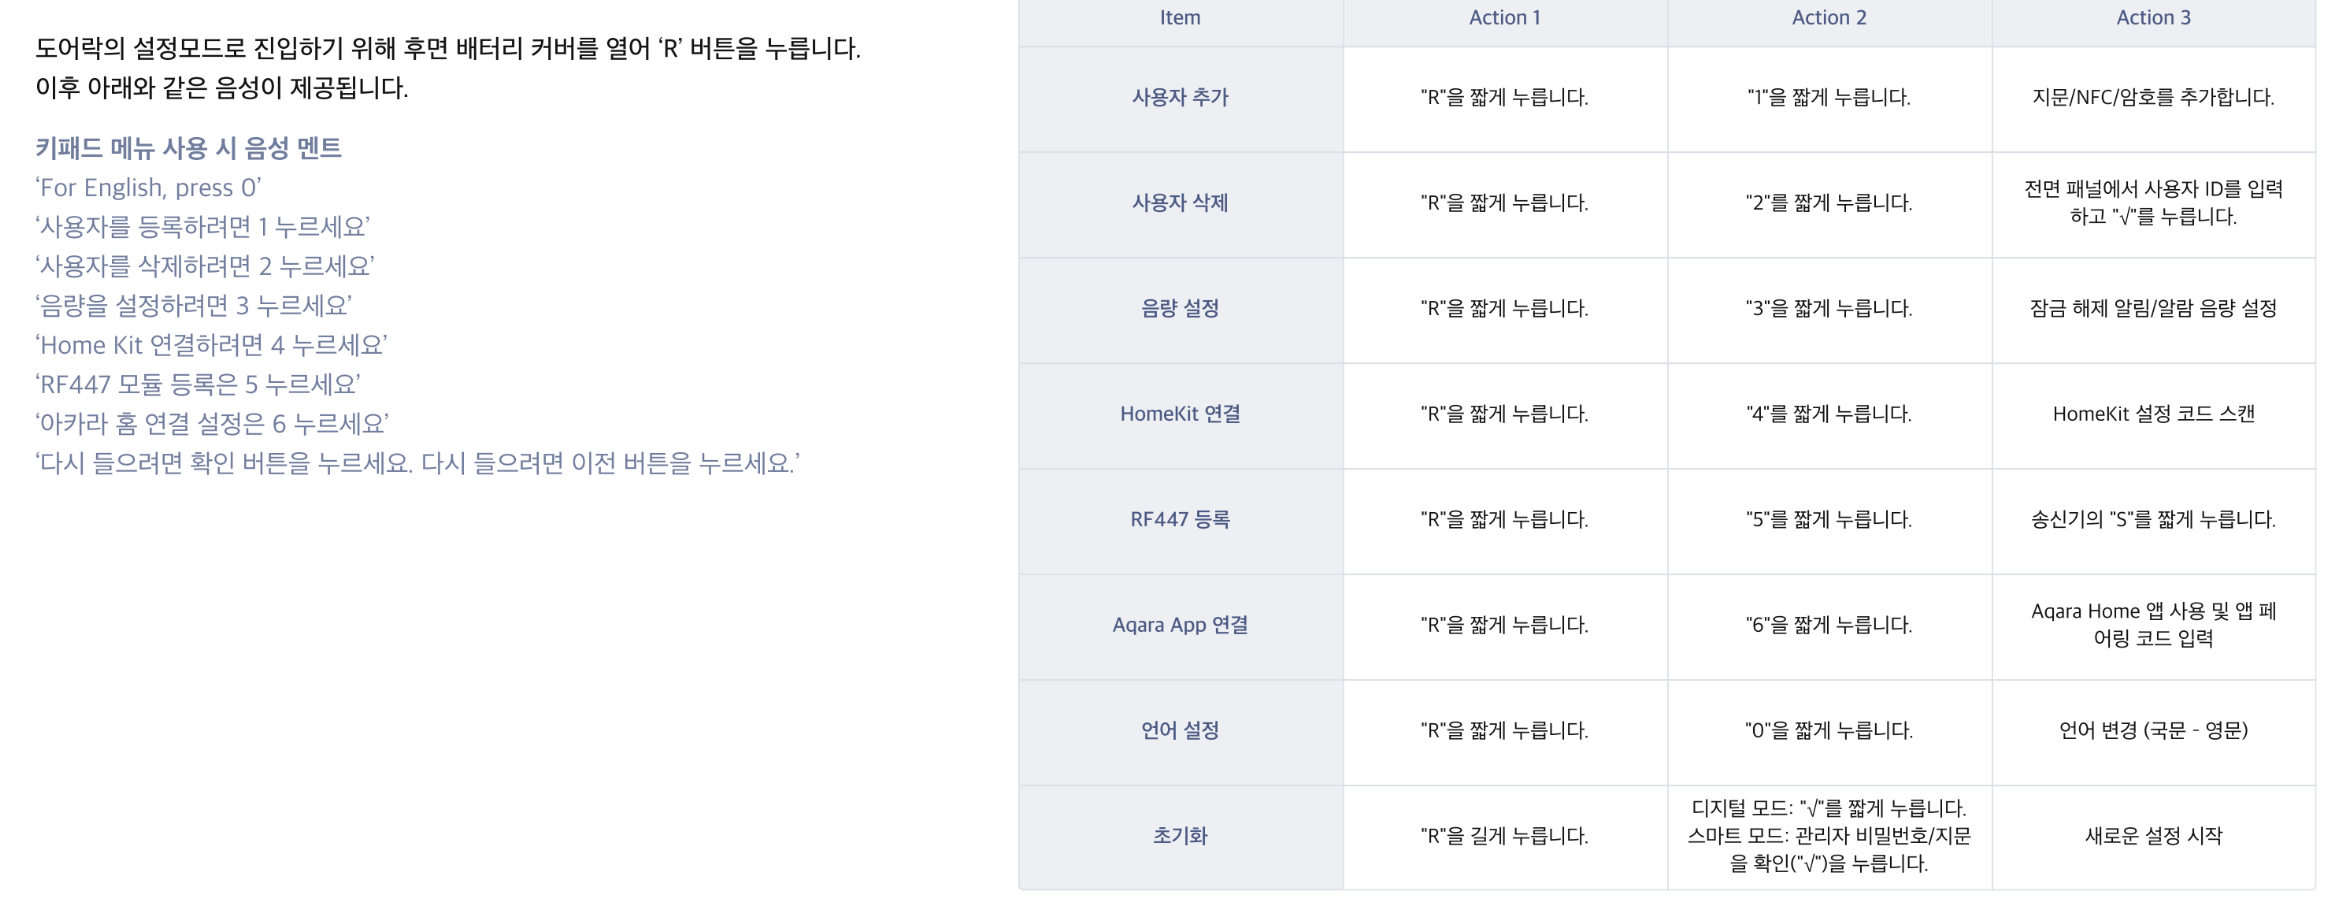 도어락의 설정모드로 진입하기 위해 후면 배터리 커버를 열어 ‘R’ 버튼을 누릅니다.
이후 아래와 같은 음성이 제공됩니다.
키패드 메뉴 사용 시 음성 멘트
‘For English, press 0’
‘사용자를 등록하려면 1 누르세요’
‘사용자를 삭제하려면 2 누르세요’
‘음량을 설정하려면 3 누르세요’
‘Home Kit 연결하려면 4 누르세요’
‘RF447 모듈 등록은 5 누르세요’
‘아카라 홈 연결 설정은 6 누르세요’
‘다시 들으려면 확인 버튼을 누르세요. 다시 들으려면 이전 버튼을 누르세요.’
Item Action 1 Action 2 Action 3
사용자 추가 "R"을 짧게 누릅니다. "1"을 짧게 누릅니다. 지문/NFC/암호를 추가합니다.
사용자 삭제 "R"을 짧게 누릅니다. "2"를 짧게 누릅니다. 전면 패널에서 사용자 ID를 입력
하고 "√"를 누릅니다.
음량 설정 "R"을 짧게 누릅니다. "3"을 짧게 누릅니다. 잠금 해제 알림/알람 음량 설정
HomeKit 연결 "R"을 짧게 누릅니다. "4"를 짧게 누릅니다. HomeKit 설정 코드 스캔
RF447 등록 "R"을 짧게 누릅니다. "5"를 짧게 누릅니다. 송신기의 "S"를 짧게 누릅니다.
Aqara App 연결 "R"을 짧게 누릅니다. "6"을 짧게 누릅니다. Aqara Home 앱 사용 및 앱 페
어링 코드 입력
언어 설정 "R"을 짧게 누릅니다. "0"을 짧게 누릅니다. 언어 변경 (국문 - 영문)
초기화 "R"을 길게 누릅니다. 디지털 모드: "√"를 짧게 누릅니다.
스마트 모드: 관리자 비밀번호/지문
을 확인("√")을 누릅니다.
새로운 설정 시작